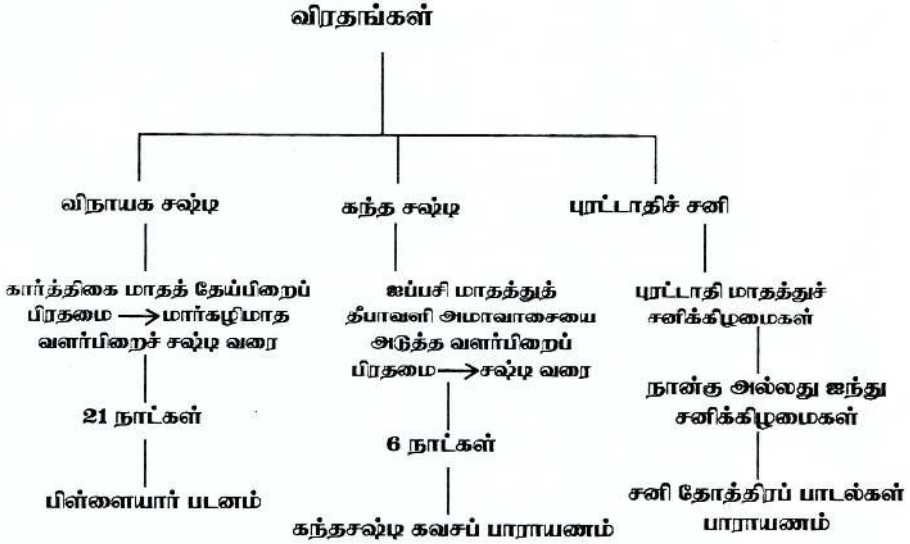 விரதங்கள்
விநாயக சஷ்டி
கார்த்திகை மாதத் தேய்பிறைப்
பிரதமை → மார்கழிமாத
வளர்பிறைச் சஷ்டி வரை
21 நாட்கள்
பிள்ளையார் படனம்
கந்த சஷ்டி
ஐப்பசி மாதத்துத்
தீபாவளி அமாவாசையை
அடுத்த வளர்பிறைப்
பிரதமை → சஷ்டி வரை
6 நாட்கள்
கந்தசஷ்டி கவசப் பாராயணம்
புரட்டாதிச் சனி
புரட்டாதி மாதத்துச்
சனிக்கிழமைகள்
நான்கு அல்லது ஐந்து
சனிக்கிழமைகள்
சனி தோத்திரப் பாடல்கள்
பாராயணம்